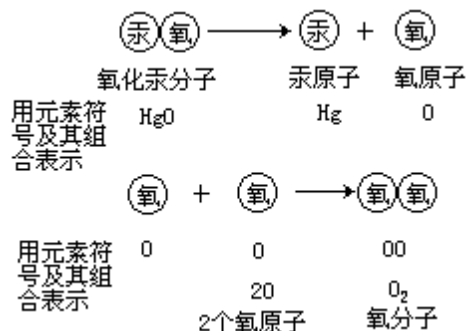 汞 氧 → 汞 + 氧
氧化汞分子 汞原子 氧原子
用元素符号及其组合表示 HgO Hg O
氧 + 氧 → 氧 氧
用元素符号及其组合表示 O O OO
2O O₂
2个氧原子 氧分子